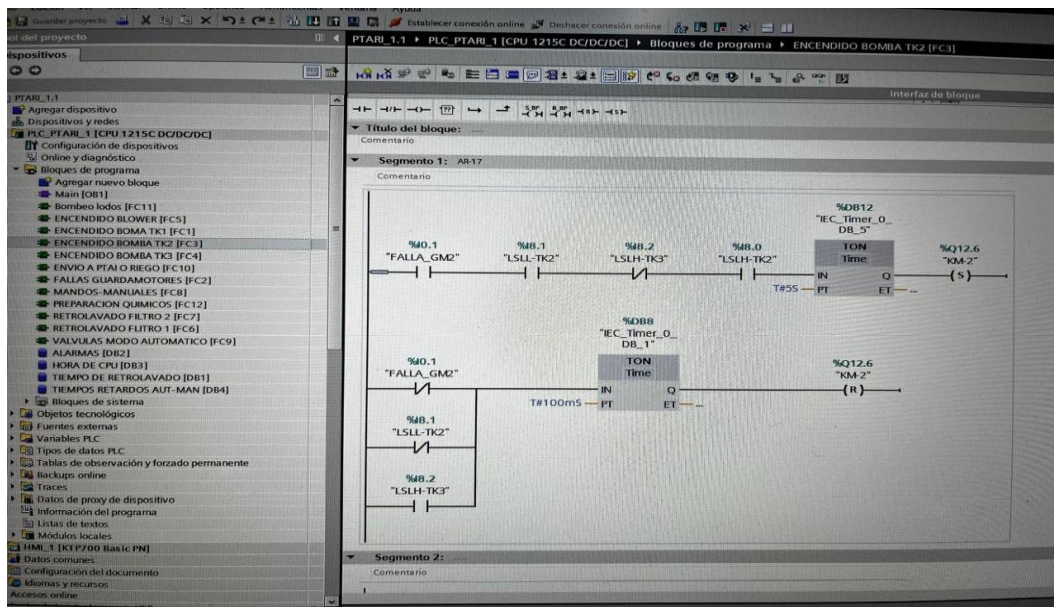 Guardar proyecto
Establecer conexión online
Deshacer conexión online
ol del proyecto
PTARI_1.1 ▸ PLC_PTARI_1 [CPU 1215C DC/DC/DC] ▸ Bloques de programa ▸ ENCENDIDO BOMBA TK2 [FC3]
ispositivos
Interfaz de bloque
PTARI_1.1
Agregar dispositivo
Dispositivos y redes
PLC_PTARI_1 [CPU 1215C DC/DC/DC]
Configuración de dispositivos
Online y diagnóstico
Bloques de programa
Agregar nuevo bloque
Main [OB1]
Bombeo lodos [FC11]
ENCENDIDO BLOWER [FC5]
ENCENDIDO BOMA TK1 [FC1]
ENCENDIDO BOMBA TK2 [FC3]
ENCENDIDO BOMBA TK3 [FC4]
ENVIO A PTAI O RIEGO [FC10]
FALLAS GUARDAMOTORES [FC2]
MANDOS-MANUALES [FC8]
PREPARACION QUIMICOS [FC12]
RETROLAVADO FILTRO 2 [FC7]
RETROLAVADO FLITRO 1 [FC6]
VALVULAS MODO AUTOMATICO [FC9]
ALARMAS [DB2]
HORA DE CPU [DB3]
TIEMPO DE RETROLAVADO [DB1]
TIEMPOS RETARDOS AUT-MAN [DB4]
Bloques de sistema
Objetos tecnológicos
Fuentes externas
Variables PLC
Tipos de datos PLC
Tablas de observación y forzado permanente
Backups online
Traces
Datos de proxy de dispositivo
Información del programa
Listas de textos
Módulos locales
HMI_1 [KTP700 Basic PN]
Datos comunes
Configuración del documento
Idiomas y recursos
Accesos online
Título del bloque: ....
Comentario
Segmento 1: AR-17
Comentario
%I0.1
"FALLA_GM2"
%I8.1
"LSLL-TK2"
%I8.2
"LSLH-TK3"
%I8.0
"LSLH-TK2"
%DB12
"IEC_Timer_0_
DB_5"
TON
Time
IN Q
T#5S PT ET ...
%Q12.6
"KM-2"
( S )
%DB8
"IEC_Timer_0_
DB_1"
TON
Time
IN Q
T#100mS PT ET ...
%Q12.6
"KM-2"
( R )
%I0.1
"FALLA_GM2"
%I8.1
"LSLL-TK2"
%I8.2
"LSLH-TK3"
Segmento 2: ....
Comentario